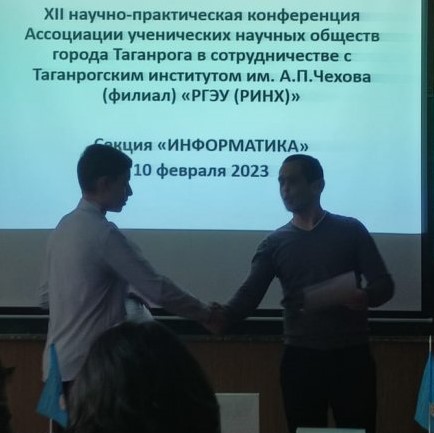 XII научно-практическая конференция
Ассоциации ученических научных обществ
города Таганрога в сотрудничестве с
Таганрогским институтом им. А.П.Чехова
(филиал) «РГЭУ (РИНХ)»
Секция «ИНФОРМАТИКА»
10 февраля 2023